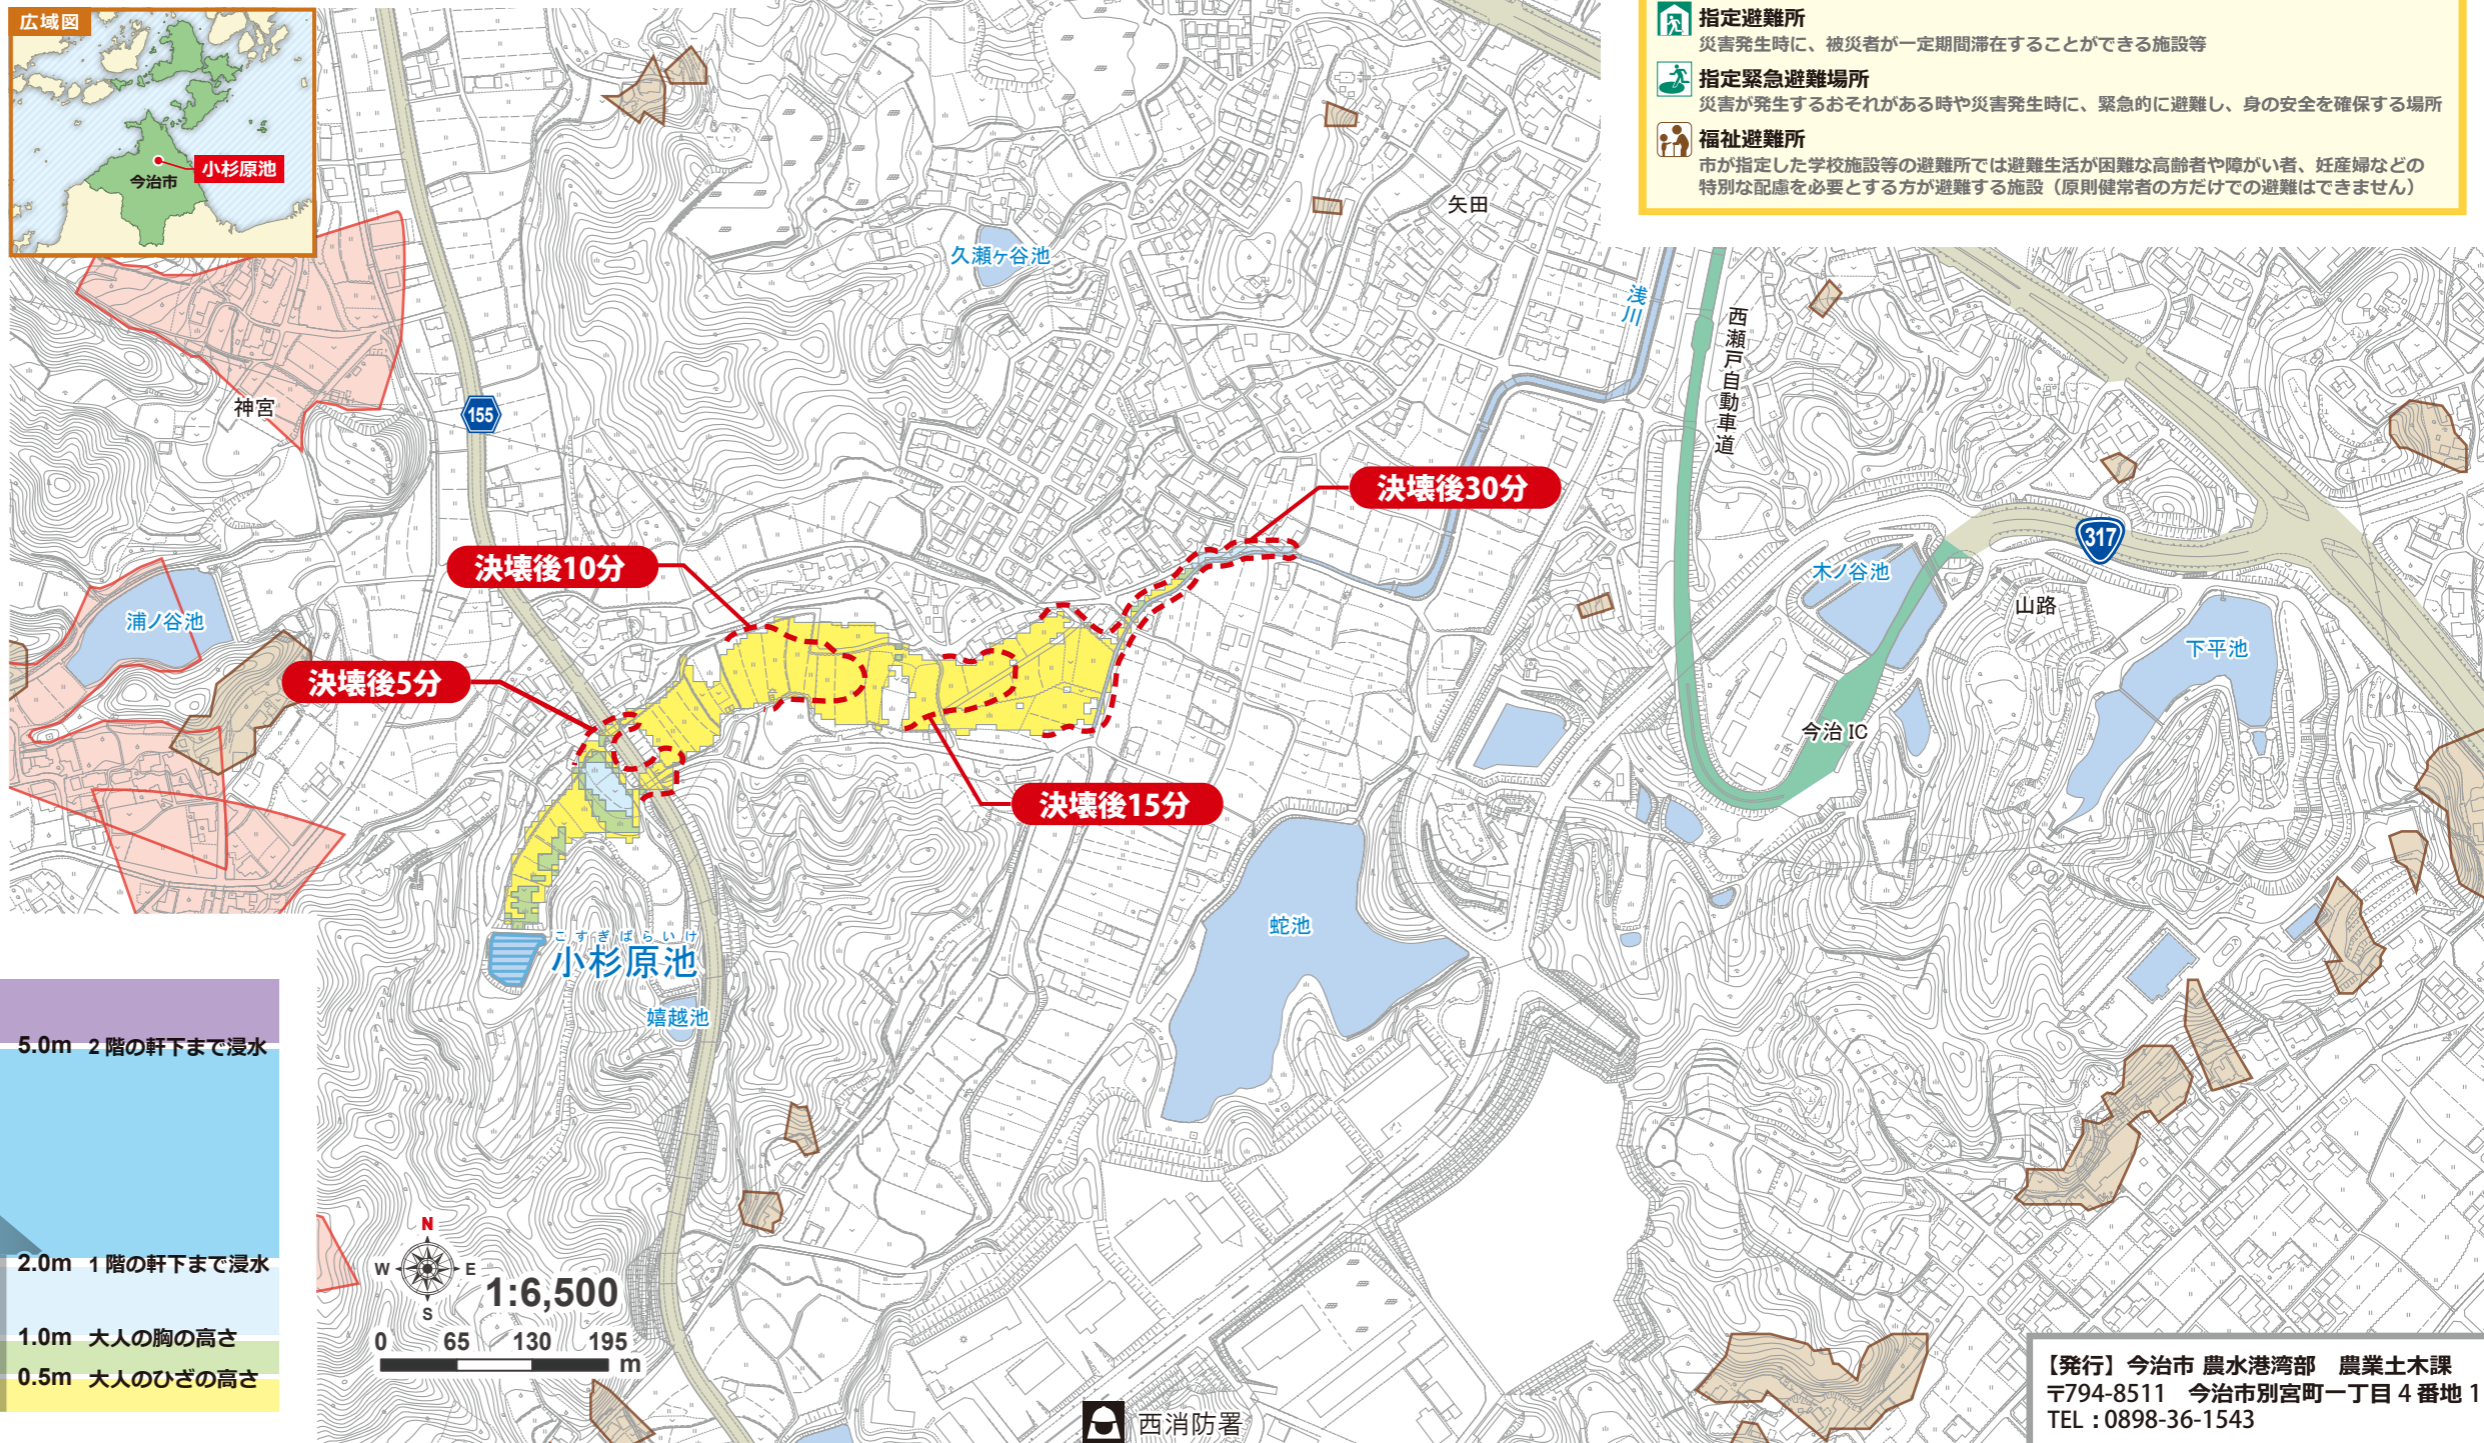 広域図
今治市
小杉原池
指定避難所
災害発生時に、被災者が一定期間滞在することができる施設等
指定緊急避難場所
災害が発生するおそれがある時や災害発生時に、緊急的に避難し、身の安全を確保する場所
福祉避難所
市が指定した学校施設等の避難所では避難生活が困難な高齢者や障がい者、妊産婦などの
特別な配慮を必要とする方が避難する施設（原則健常者の方だけでの避難はできません）
矢田
久瀬ヶ谷池
浅川
西瀬戸自動車道
神宮
155
決壊後30分
317
決壊後10分
木ノ谷池
山路
浦ノ谷池
下平池
決壊後5分
今治 IC
決壊後15分
蛇池
こすぎばらいけ
小杉原池
嬉越池
5.0m 2 階の軒下まで浸水
2.0m 1 階の軒下まで浸水
1.0m 大人の胸の高さ
0.5m 大人のひざの高さ
N
W E
S
1:6,500
0 65 130 195
m
西消防署
【発行】今治市 農水港湾部　農業土木課
〒794-8511　今治市別宮町一丁目 4 番地 1
TEL：0898-36-1543